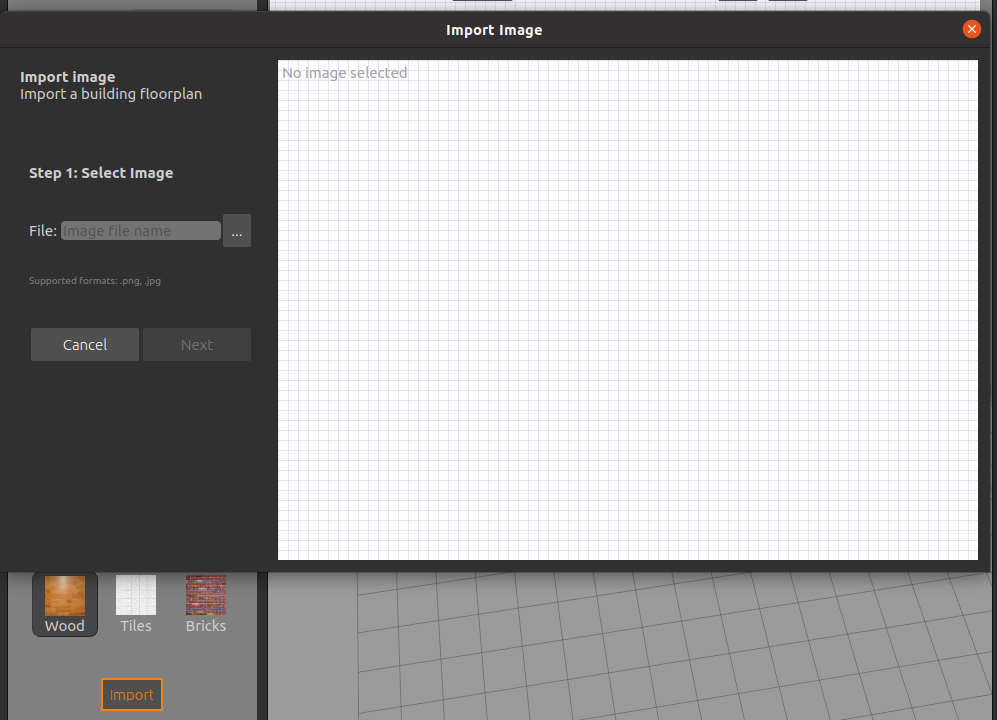 Import Image
Import image
Import a building floorplan
No image selected
Step 1: Select Image
File: Image file name ...
Supported formats: .png, .jpg
Cancel Next
Wood Tiles Bricks
Import